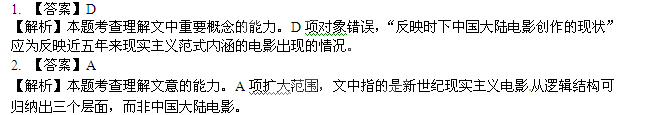 1. 【答案】D
【解析】本题考查理解文中重要概念的能力。D 项对象错误，“反映时下中国大陆电影创作的现状”
应为反映近五年来现实主义范式内涵的电影出现的情况。
2. 【答案】A
【解析】本题考查理解文意的能力。A 项扩大范围，文中指的是新世纪现实主义电影从逻辑结构可
归纳出三个层面，而非中国大陆电影。